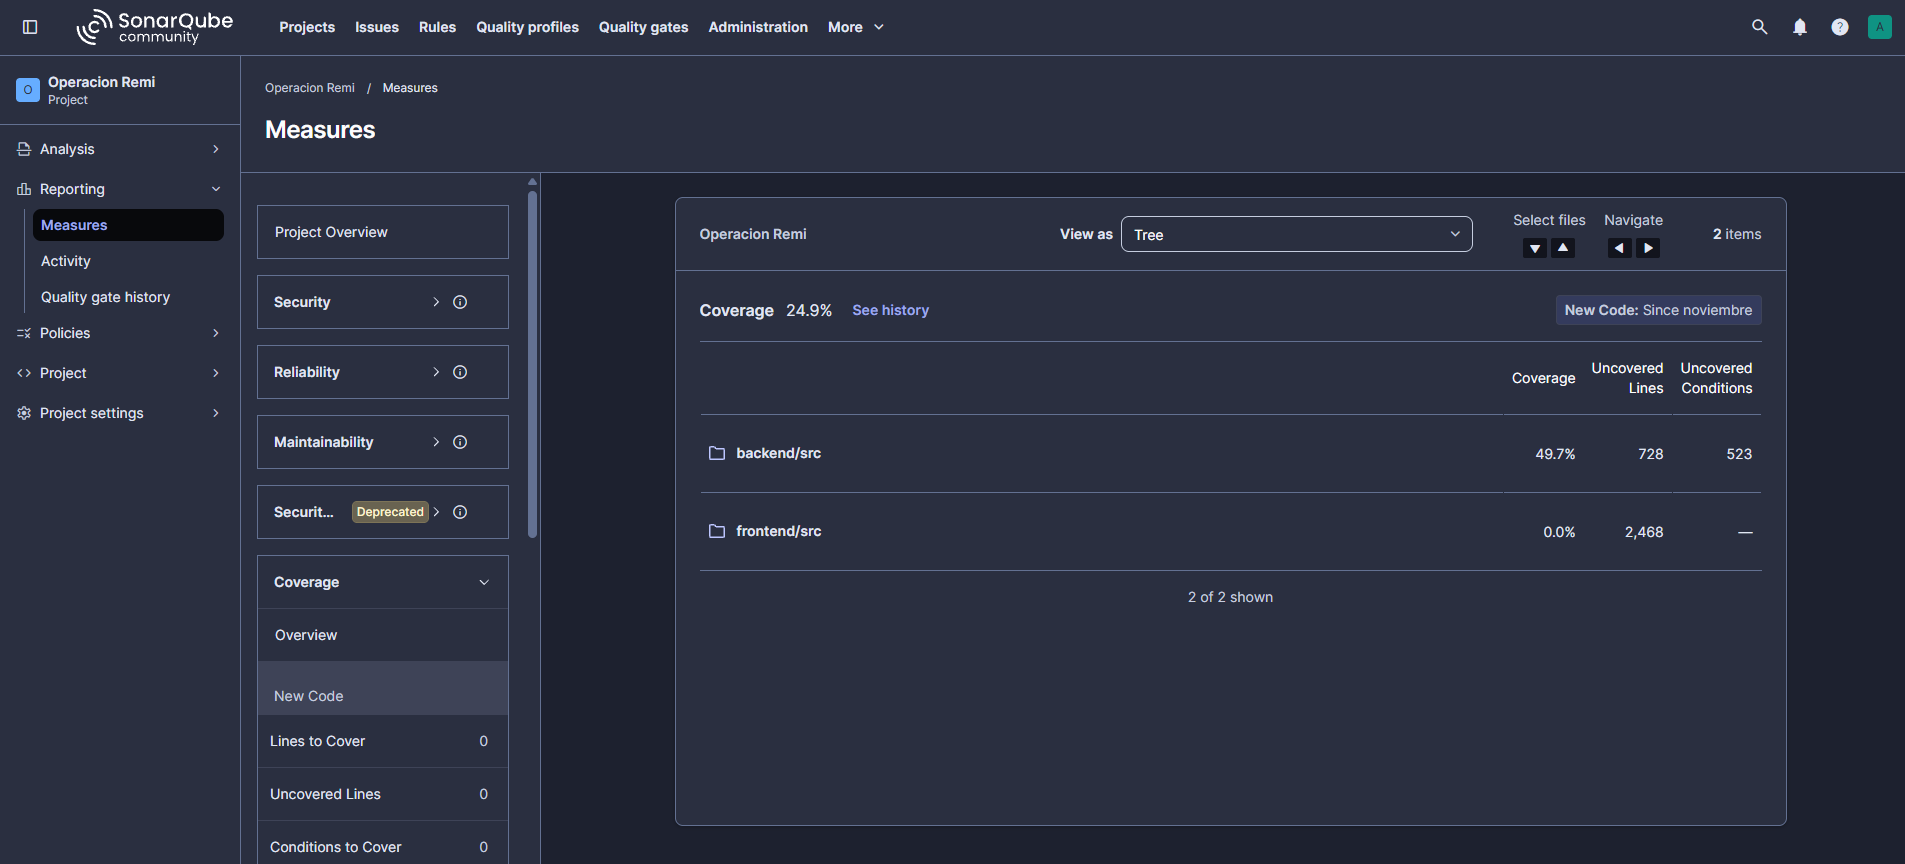 SonarQube
community
Projects
Issues
Rules
Quality profiles
Quality gates
Administration
More
?
A
O
Operacion Remi
Project
Analysis
Reporting
Measures
Activity
Quality gate history
Policies
Project
Project settings
Operacion Remi / Measures
Measures
Project Overview
Security
Reliability
Maintainability
Securit... Deprecated
Coverage
Overview
New Code
Lines to Cover 0
Uncovered Lines 0
Conditions to Cover 0
Operacion Remi
View as Tree
Select files
Navigate
2 items
Coverage 24.9% See history
New Code: Since noviembre
Coverage
Uncovered Lines
Uncovered Conditions
backend/src 49.7% 728 523
frontend/src 0.0% 2,468 —
2 of 2 shown